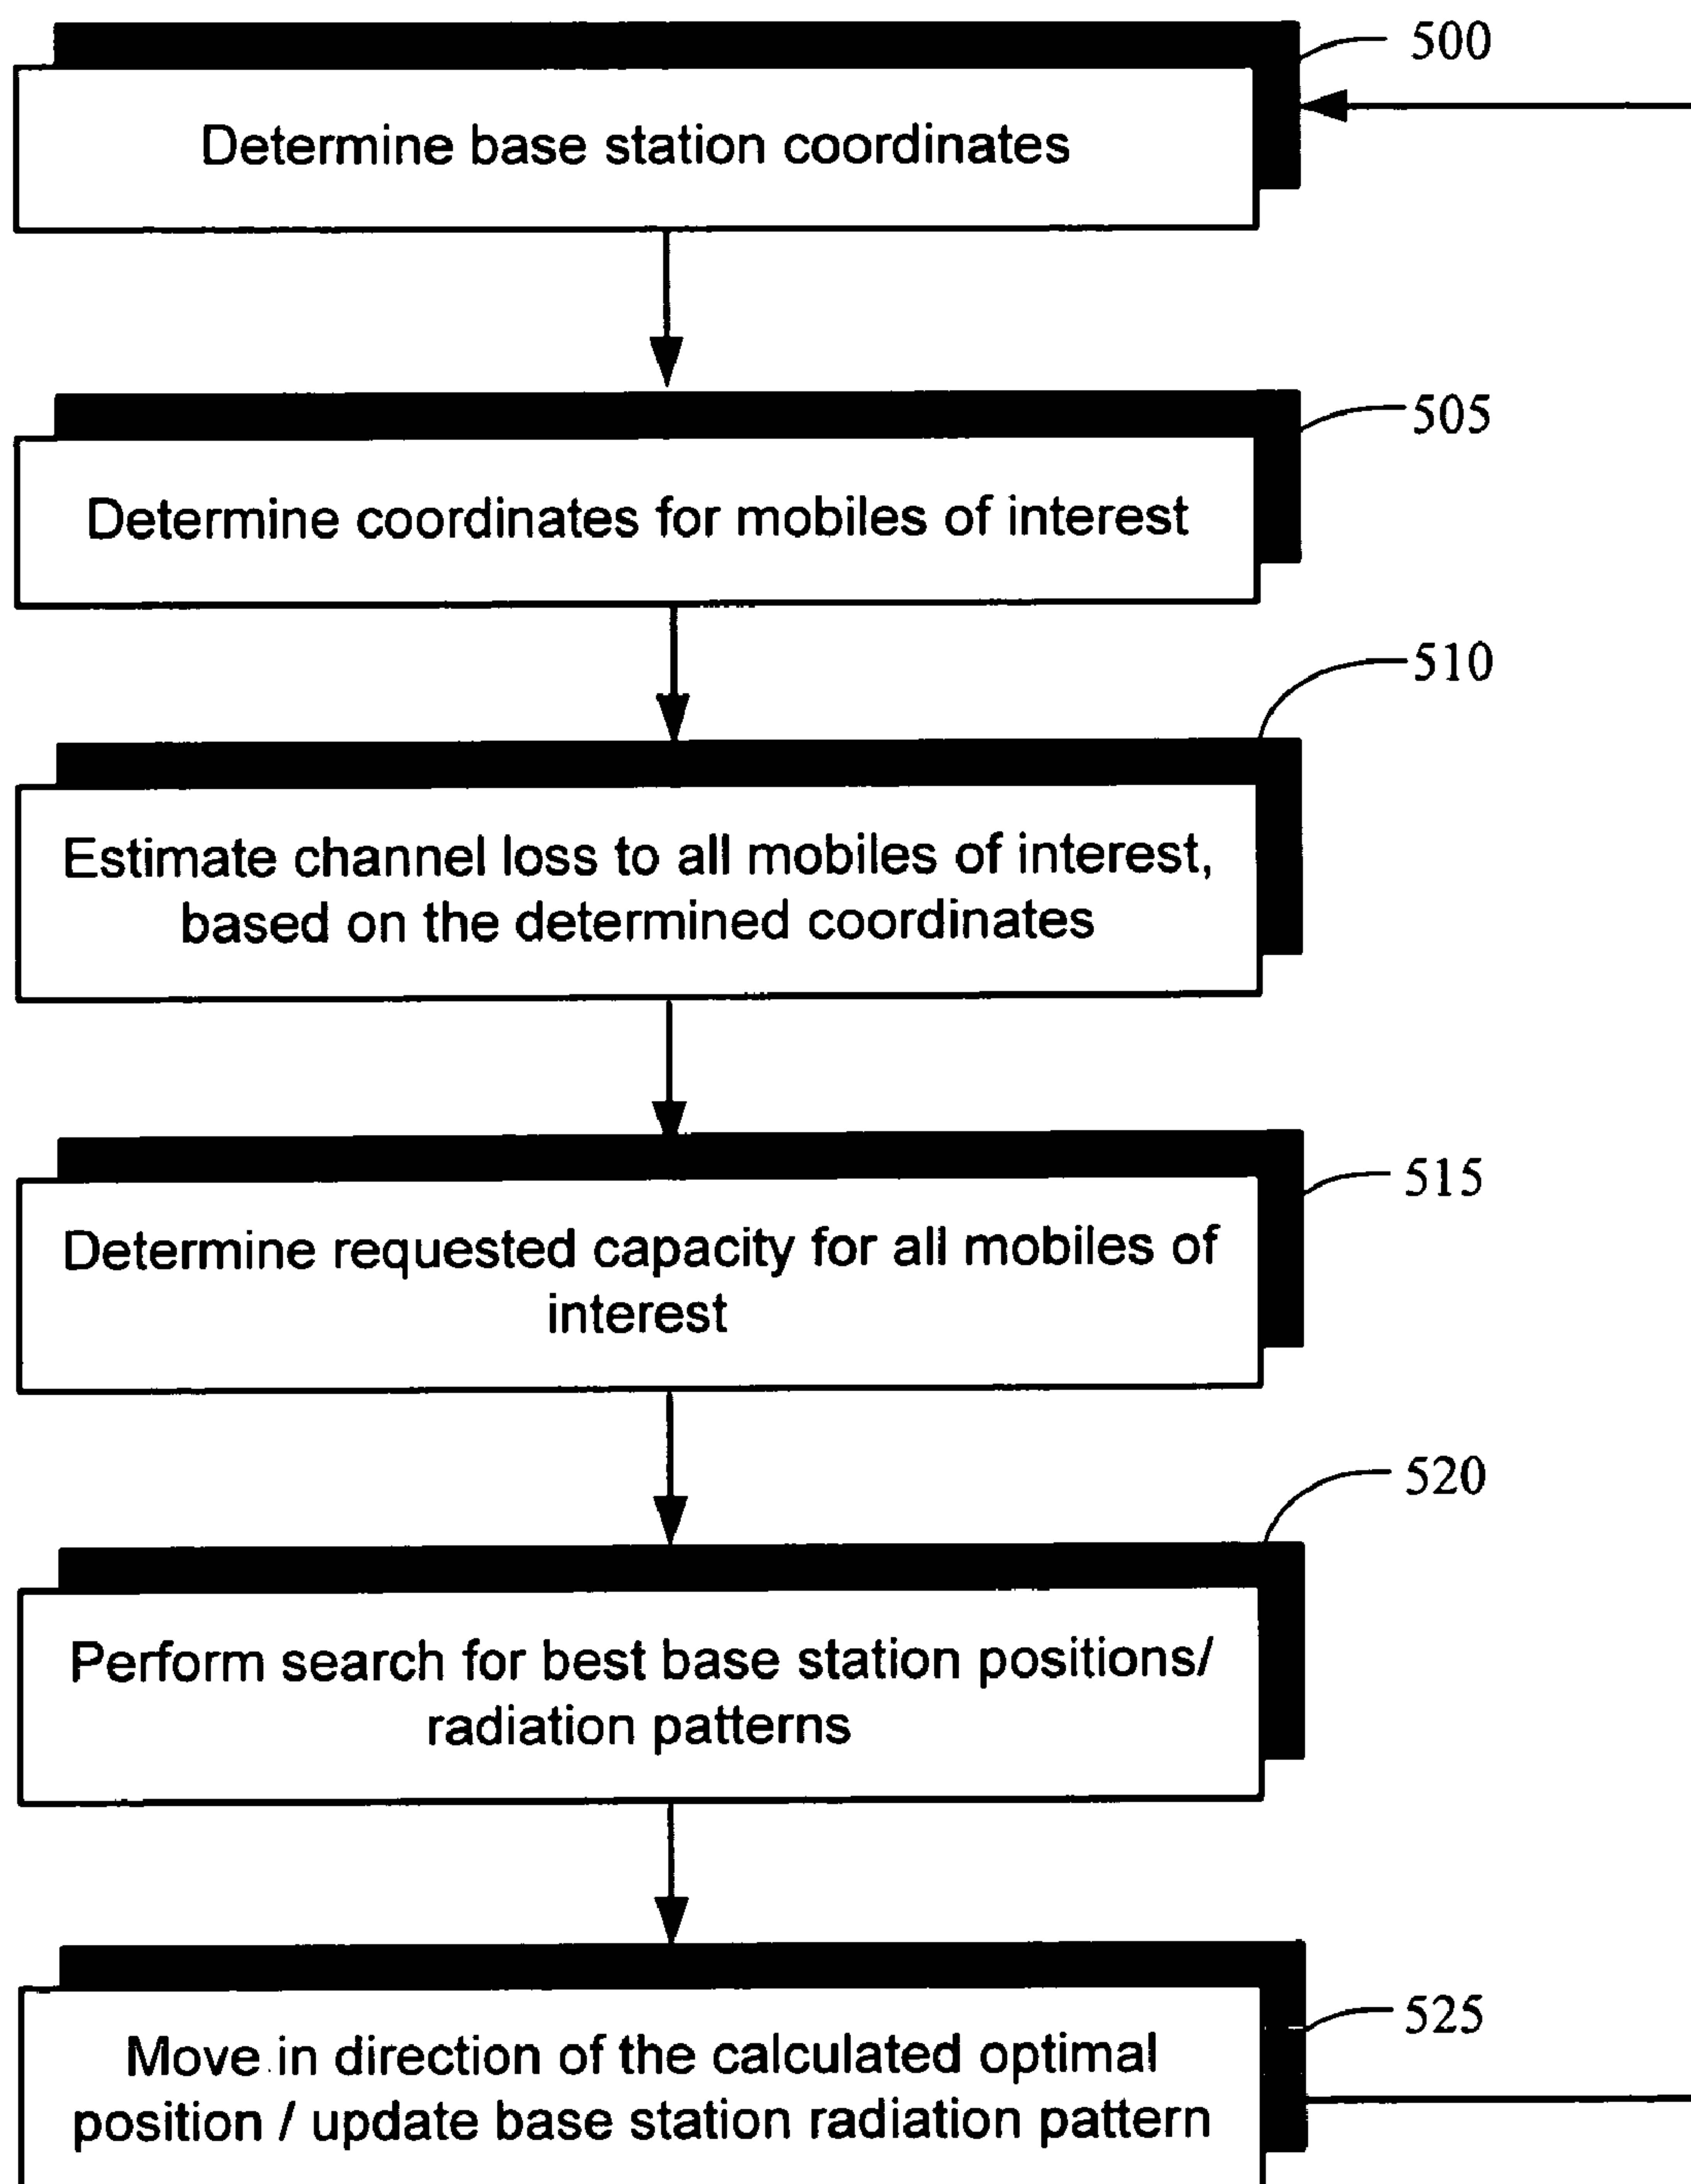 500
Determine base station coordinates
505
Determine coordinates for mobiles of interest
510
Estimate channel loss to all mobiles of interest,
based on the determined coordinates
515
Determine requested capacity for all mobiles of
interest
520
Perform search for best base station positions/
radiation patterns
525
Move in direction of the calculated optimal
position / update base station radiation pattern